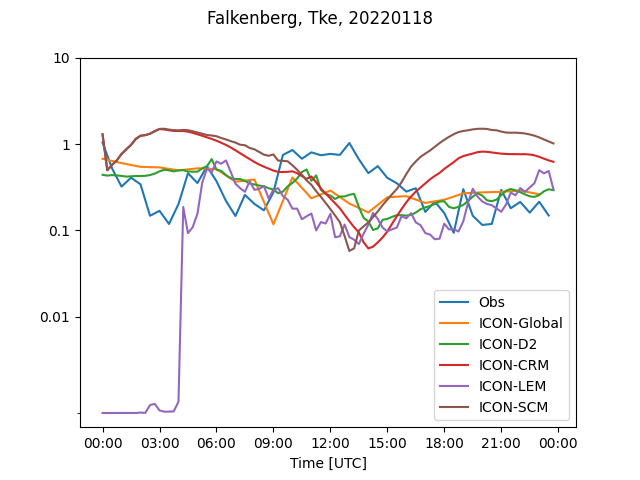 Falkenberg, Tke, 20220118
10
1
0.1
0.01
Obs
ICON-Global
ICON-D2
ICON-CRM
ICON-LEM
ICON-SCM
00:00 03:00 06:00 09:00 12:00 15:00 18:00 21:00 00:00
Time [UTC]